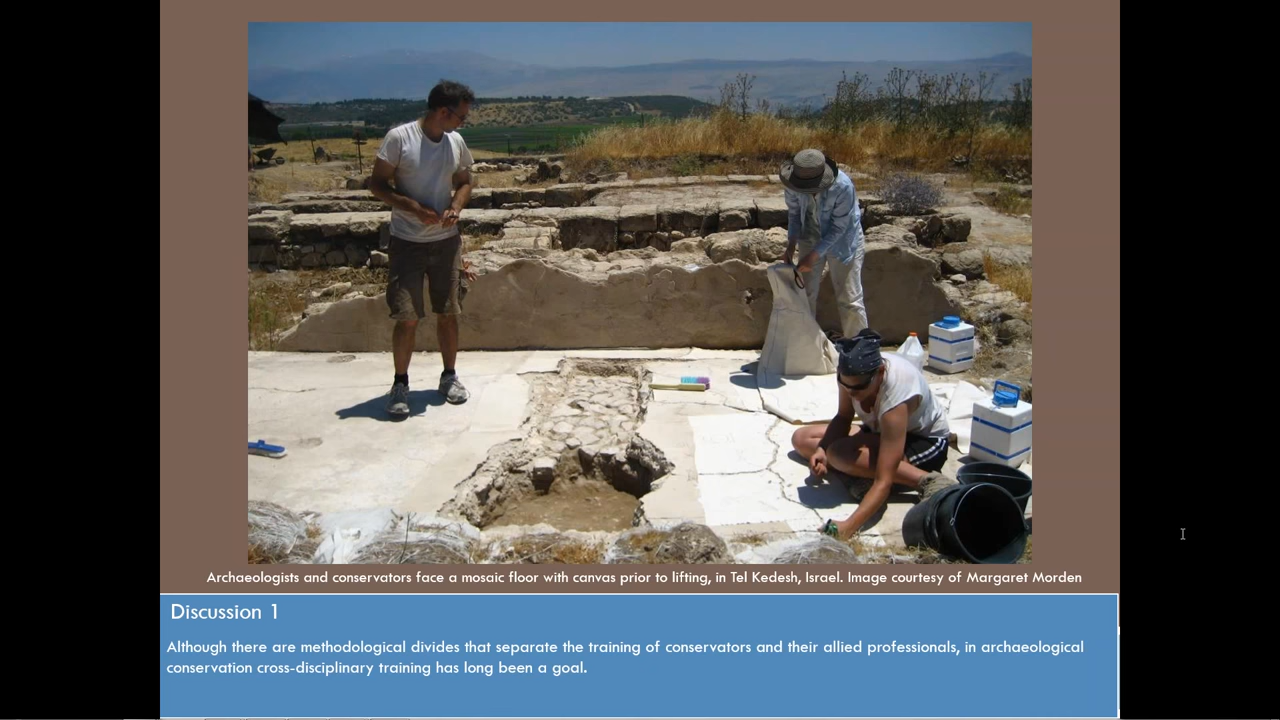 Archaeologists and conservators face a mosaic floor with canvas prior to lifting, in Tel Kedesh, Israel. Image courtesy of Margaret Morden
Discussion 1
Although there are methodological divides that separate the training of conservators and their allied professionals, in archaeological
conservation cross-disciplinary training has long been a goal.